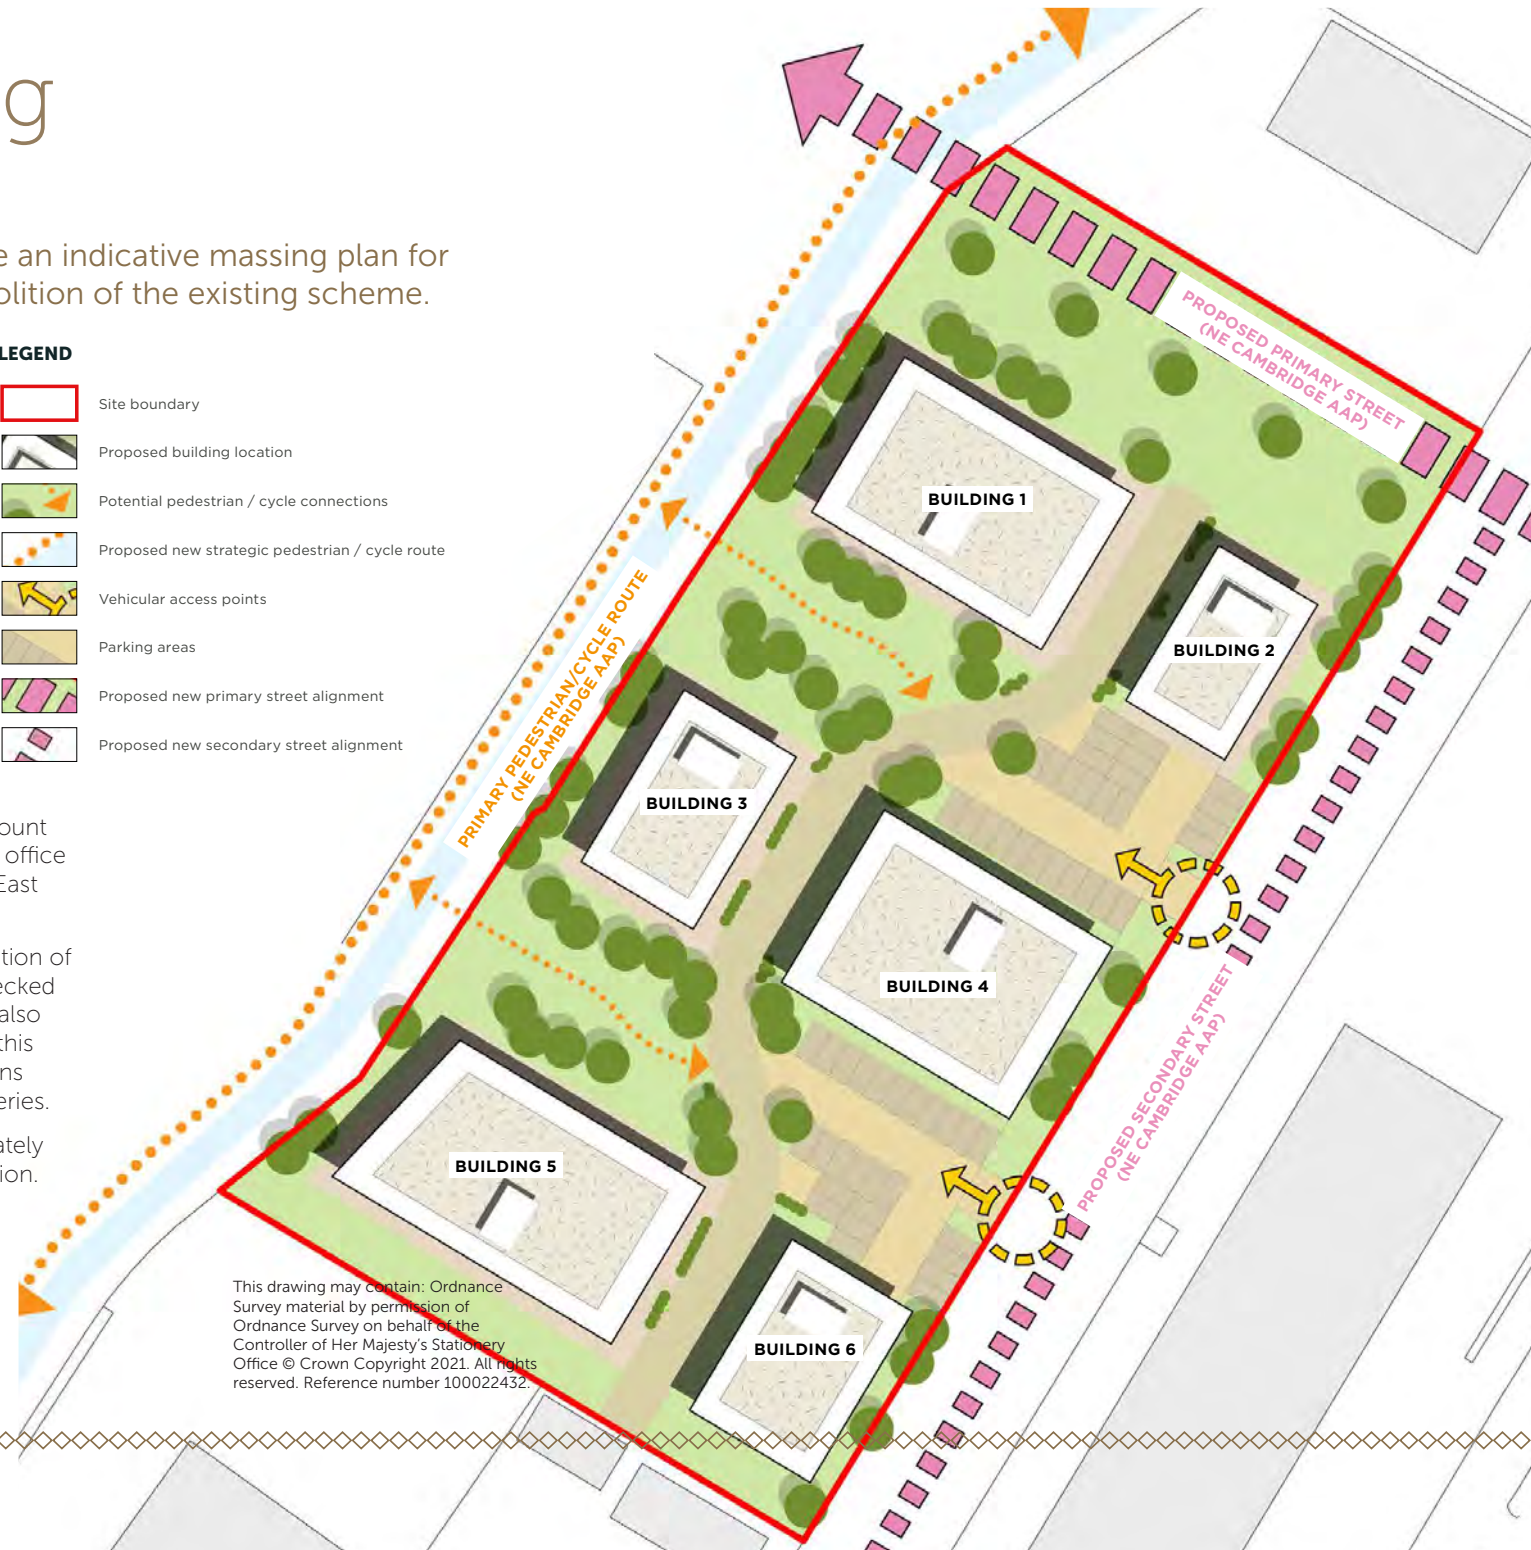 g
e an indicative massing plan for
olition of the existing scheme.
LEGEND
Site boundary
Proposed building location
Potential pedestrian / cycle connections
Proposed new strategic pedestrian / cycle route
Vehicular access points
Parking areas
Proposed new primary street alignment
Proposed new secondary street alignment
ount
office
East
tion of
ecked
also
this
ns
eries.
ately
ion.
PROPOSED PRIMARY STREET
(NE CAMBRIDGE AAP)
BUILDING 1
BUILDING 2
PRIMARY PEDESTRIAN/CYCLE ROUTE
(NE CAMBRIDGE AAP)
BUILDING 3
BUILDING 4
PROPOSED SECONDARY STREET
(NE CAMBRIDGE AAP)
BUILDING 5
BUILDING 6
This drawing may contain: Ordnance
Survey material by permission of
Ordnance Survey on behalf of the
Controller of Her Majesty's Stationery
Office © Crown Copyright 2021. All rights
reserved. Reference number 100022432.